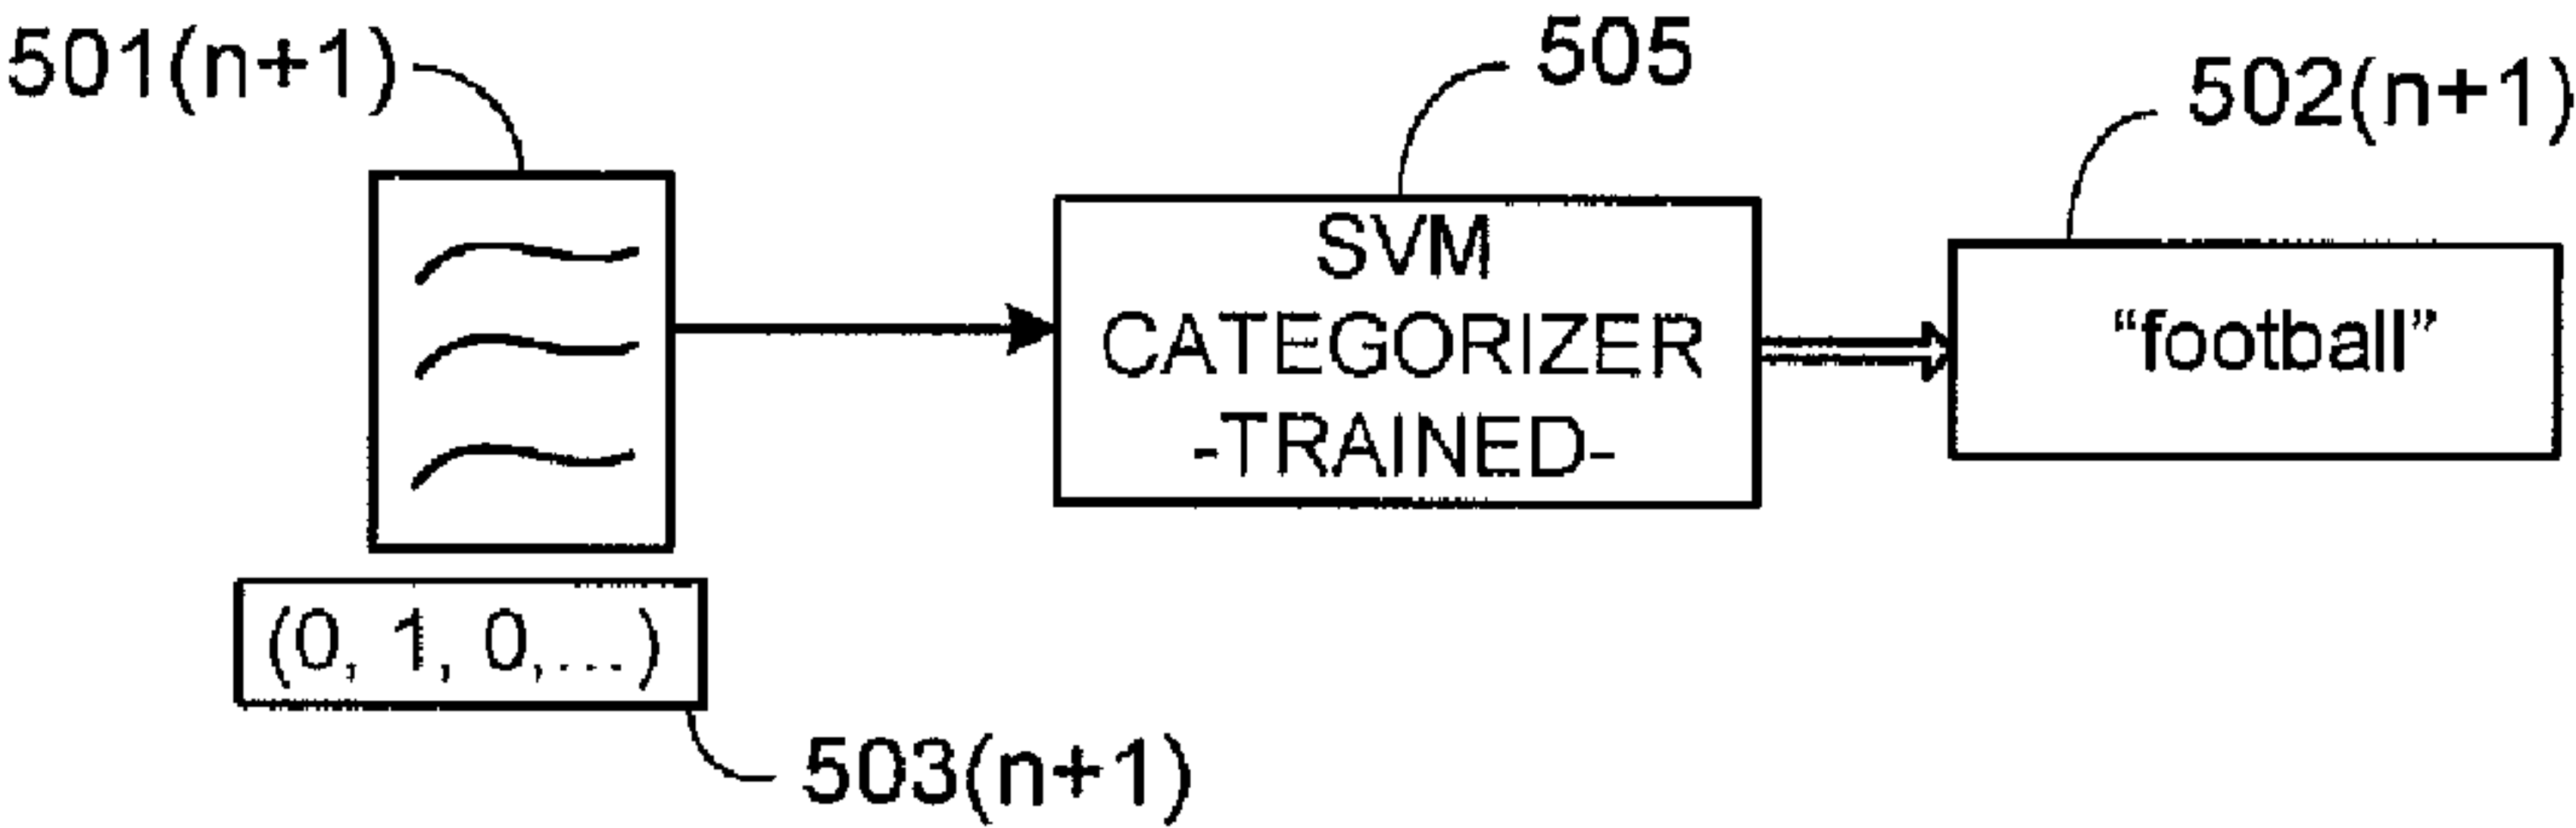 501(n+1)
505
502(n+1)
SVM
CATEGORIZER
-TRAINED-
“football”
(0, 1, 0,...)
503(n+1)